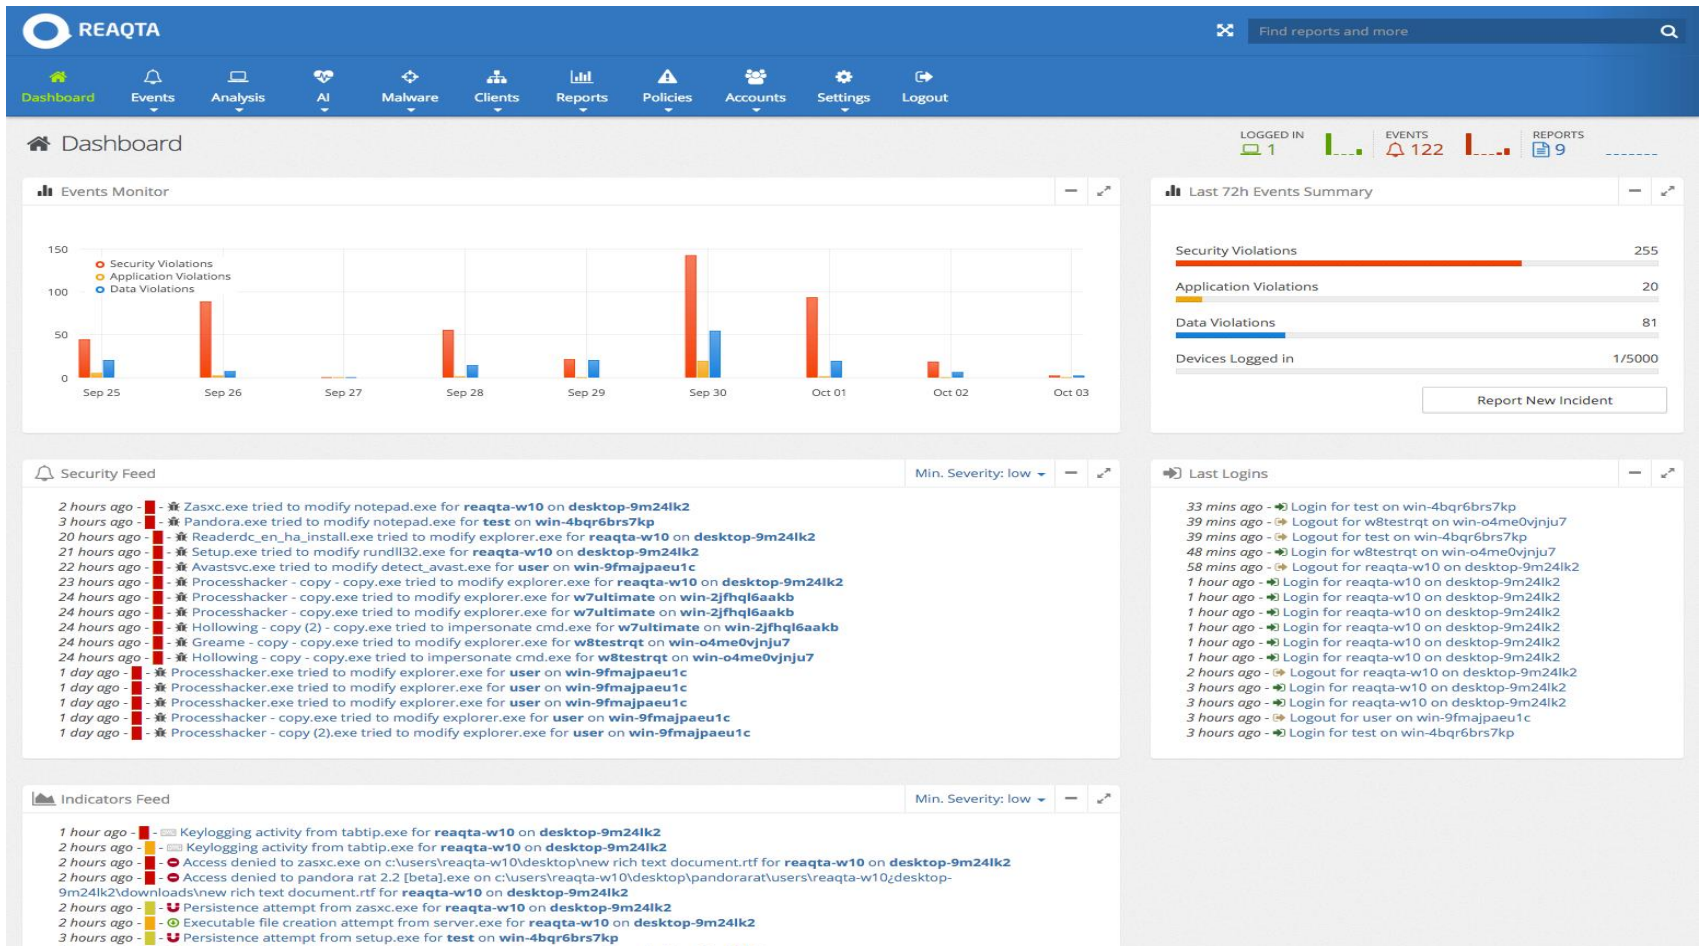 REAQTA
Find reports and more
Dashboard Events Analysis AI Malware Clients Reports Policies Accounts Settings Logout
Dashboard
LOGGED IN
1
EVENTS
122
REPORTS
9
Events Monitor
150
100
50
0
Security Violations
Application Violations
Data Violations
Sep 25 Sep 26 Sep 27 Sep 28 Sep 29 Sep 30 Oct 01 Oct 02 Oct 03
Last 72h Events Summary
Security Violations 255
Application Violations 20
Data Violations 81
Devices Logged in 1/5000
Report New Incident
Security Feed Min. Severity: low
2 hours ago - - Zasxc.exe tried to modify notepad.exe for reaqta-w10 on desktop-9m24lk2
3 hours ago - - Pandora.exe tried to modify notepad.exe for test on win-4bqr6brs7kp
20 hours ago - - Readerdc_en_ha_install.exe tried to modify explorer.exe for reaqta-w10 on desktop-9m24lk2
21 hours ago - - Setup.exe tried to modify rundll32.exe for reaqta-w10 on desktop-9m24lk2
22 hours ago - - Avastsvc.exe tried to modify detect_avast.exe for user on win-9fmajpaeu1c
23 hours ago - - Processhacker - copy - copy.exe tried to modify explorer.exe for reaqta-w10 on desktop-9m24lk2
24 hours ago - - Processhacker - copy.exe tried to modify explorer.exe for w7ultimate on win-2jfhql6aakb
24 hours ago - - Processhacker - copy.exe tried to modify explorer.exe for w7ultimate on win-2jfhql6aakb
24 hours ago - - Hollowing - copy (2) - copy.exe tried to impersonate cmd.exe for w7ultimate on win-2jfhql6aakb
24 hours ago - - Greame - copy - copy.exe tried to modify explorer.exe for w8testrqt on win-o4me0vjnju7
24 hours ago - - Hollowing - copy - copy.exe tried to impersonate cmd.exe for w8testrqt on win-o4me0vjnju7
1 day ago - - Processhacker.exe tried to modify explorer.exe for user on win-9fmajpaeu1c
1 day ago - - Processhacker.exe tried to modify explorer.exe for user on win-9fmajpaeu1c
1 day ago - - Processhacker.exe tried to modify explorer.exe for user on win-9fmajpaeu1c
1 day ago - - Processhacker - copy.exe tried to modify explorer.exe for user on win-9fmajpaeu1c
1 day ago - - Processhacker - copy (2).exe tried to modify explorer.exe for user on win-9fmajpaeu1c
Last Logins
33 mins ago - Login for test on win-4bqr6brs7kp
39 mins ago - Logout for w8testrqt on win-o4me0vjnju7
39 mins ago - Logout for test on win-4bqr6brs7kp
48 mins ago - Login for w8testrqt on win-o4me0vjnju7
58 mins ago - Logout for reaqta-w10 on desktop-9m24lk2
1 hour ago - Login for reaqta-w10 on desktop-9m24lk2
1 hour ago - Login for reaqta-w10 on desktop-9m24lk2
1 hour ago - Login for reaqta-w10 on desktop-9m24lk2
1 hour ago - Login for reaqta-w10 on desktop-9m24lk2
1 hour ago - Login for reaqta-w10 on desktop-9m24lk2
1 hour ago - Login for reaqta-w10 on desktop-9m24lk2
2 hours ago - Logout for reaqta-w10 on desktop-9m24lk2
3 hours ago - Login for reaqta-w10 on desktop-9m24lk2
3 hours ago - Login for reaqta-w10 on desktop-9m24lk2
3 hours ago - Logout for user on win-9fmajpaeu1c
3 hours ago - Login for test on win-4bqr6brs7kp
Indicators Feed Min. Severity: low
1 hour ago - - Keylogging activity from tabtip.exe for reaqta-w10 on desktop-9m24lk2
2 hours ago - - Keylogging activity from tabtip.exe for reaqta-w10 on desktop-9m24lk2
2 hours ago - - Access denied to zasxc.exe on c:\users\reaqta-w10\desktop\new rich text document.rtf for reaqta-w10 on desktop-9m24lk2
2 hours ago - - Access denied to pandora rat 2.2 [beta].exe on c:\users\reaqta-w10\desktop\pandorarat\users\reaqta-w10¿desktop-
9m24lk2\downloads\new rich text document.rtf for reaqta-w10 on desktop-9m24lk2
2 hours ago - - Persistence attempt from zasxc.exe for reaqta-w10 on desktop-9m24lk2
2 hours ago - - Executable file creation attempt from server.exe for reaqta-w10 on desktop-9m24lk2
3 hours ago - - Persistence attempt from setup.exe for test on win-4bqr6brs7kp